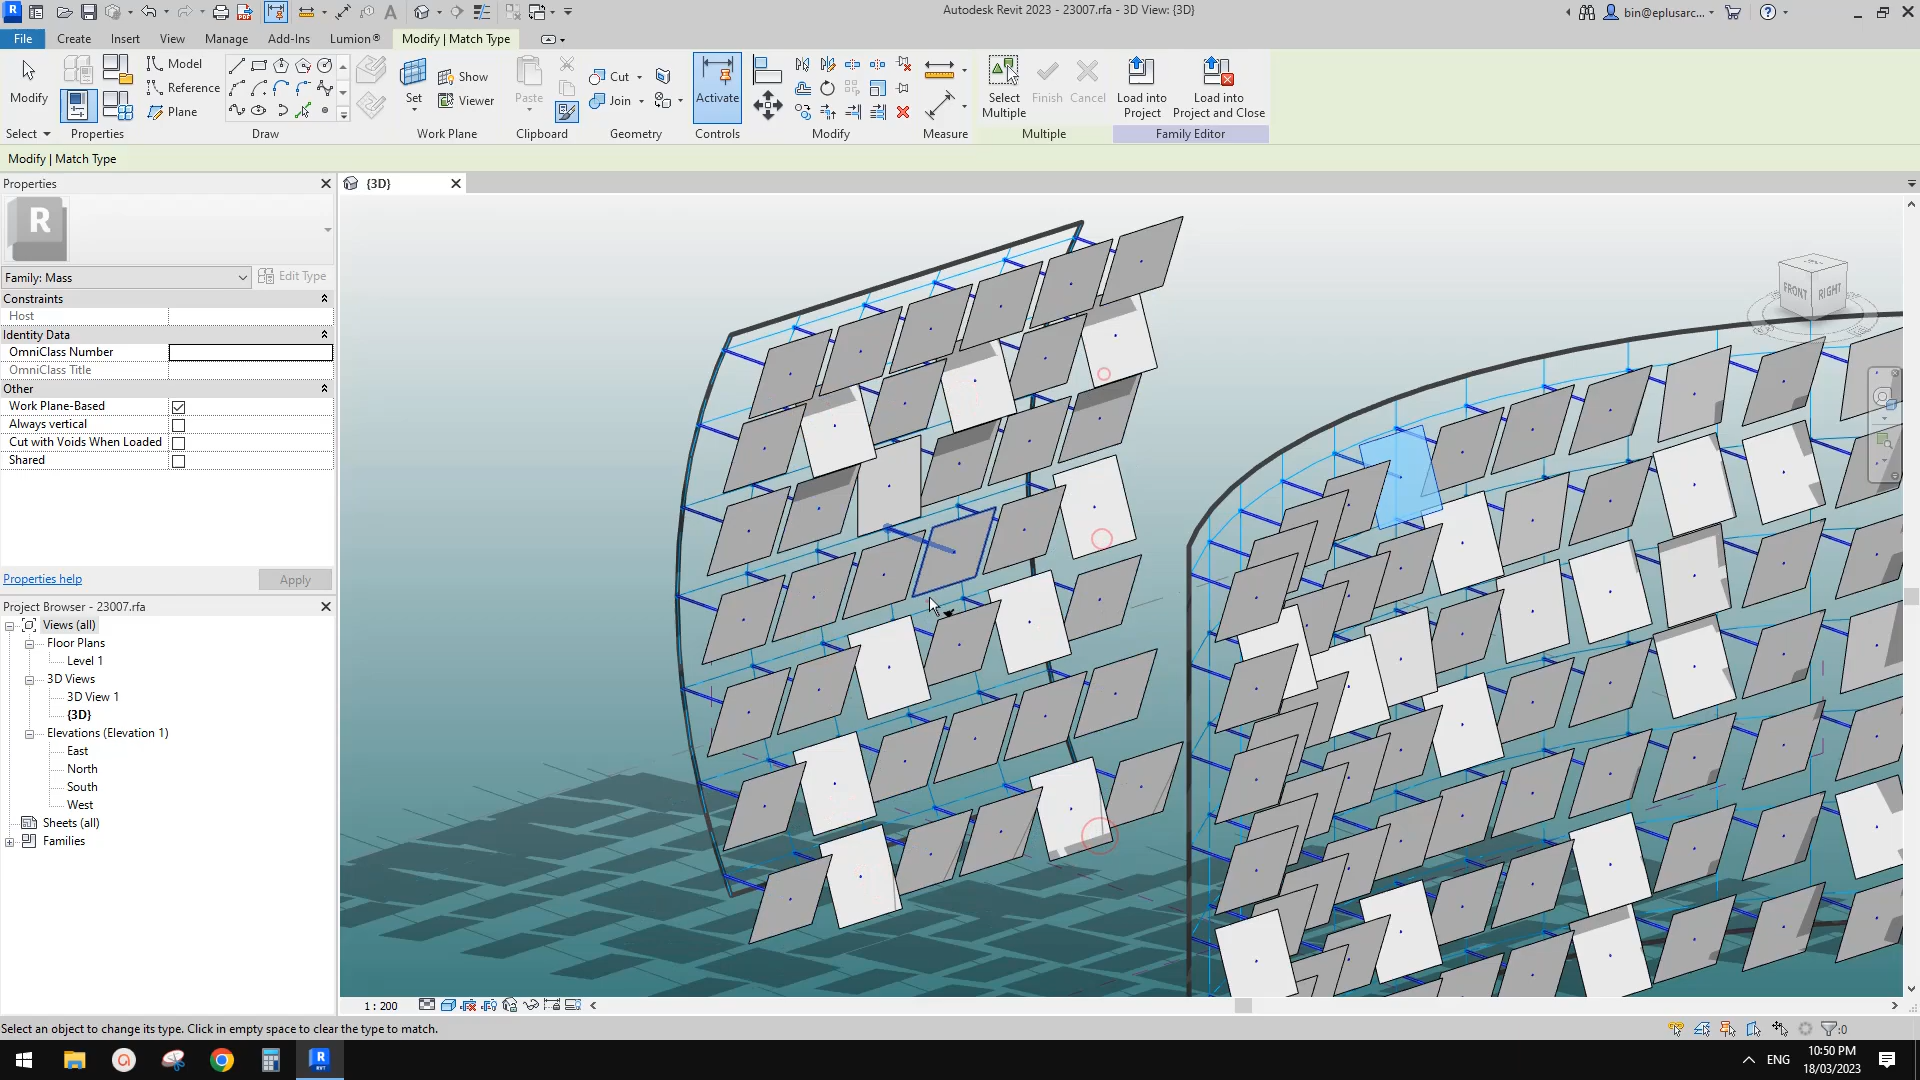 Autodesk Revit 2023 - 23007.rfa - 3D View: {3D}
bin@eplusarc...
File Create Insert View Manage Add-Ins Lumion® Modify | Match Type
Modify
Select
Properties
Model
Reference
Plane
Draw
Set
Show
Viewer
Work Plane
Paste
Clipboard
Cut
Join
Geometry
Activate
Controls
Modify
Measure
Select
Multiple
Finish
Cancel
Multiple
Load into
Project
Load into
Project and Close
Family Editor
Modify | Match Type
Properties
{3D}
R
Family: Mass
Edit Type
Constraints
Host
Identity Data
OmniClass Number
OmniClass Title
Other
Work Plane-Based
Always vertical
Cut with Voids When Loaded
Shared
Properties help
Apply
Project Browser - 23007.rfa
Views (all)
Floor Plans
Level 1
3D Views
3D View 1
{3D}
Elevations (Elevation 1)
East
North
South
West
Sheets (all)
Families
FRONT
RIGHT
1 : 200
Select an object to change its type. Click in empty space to clear the type to match.
:0
ENG
10:50 PM
18/03/2023